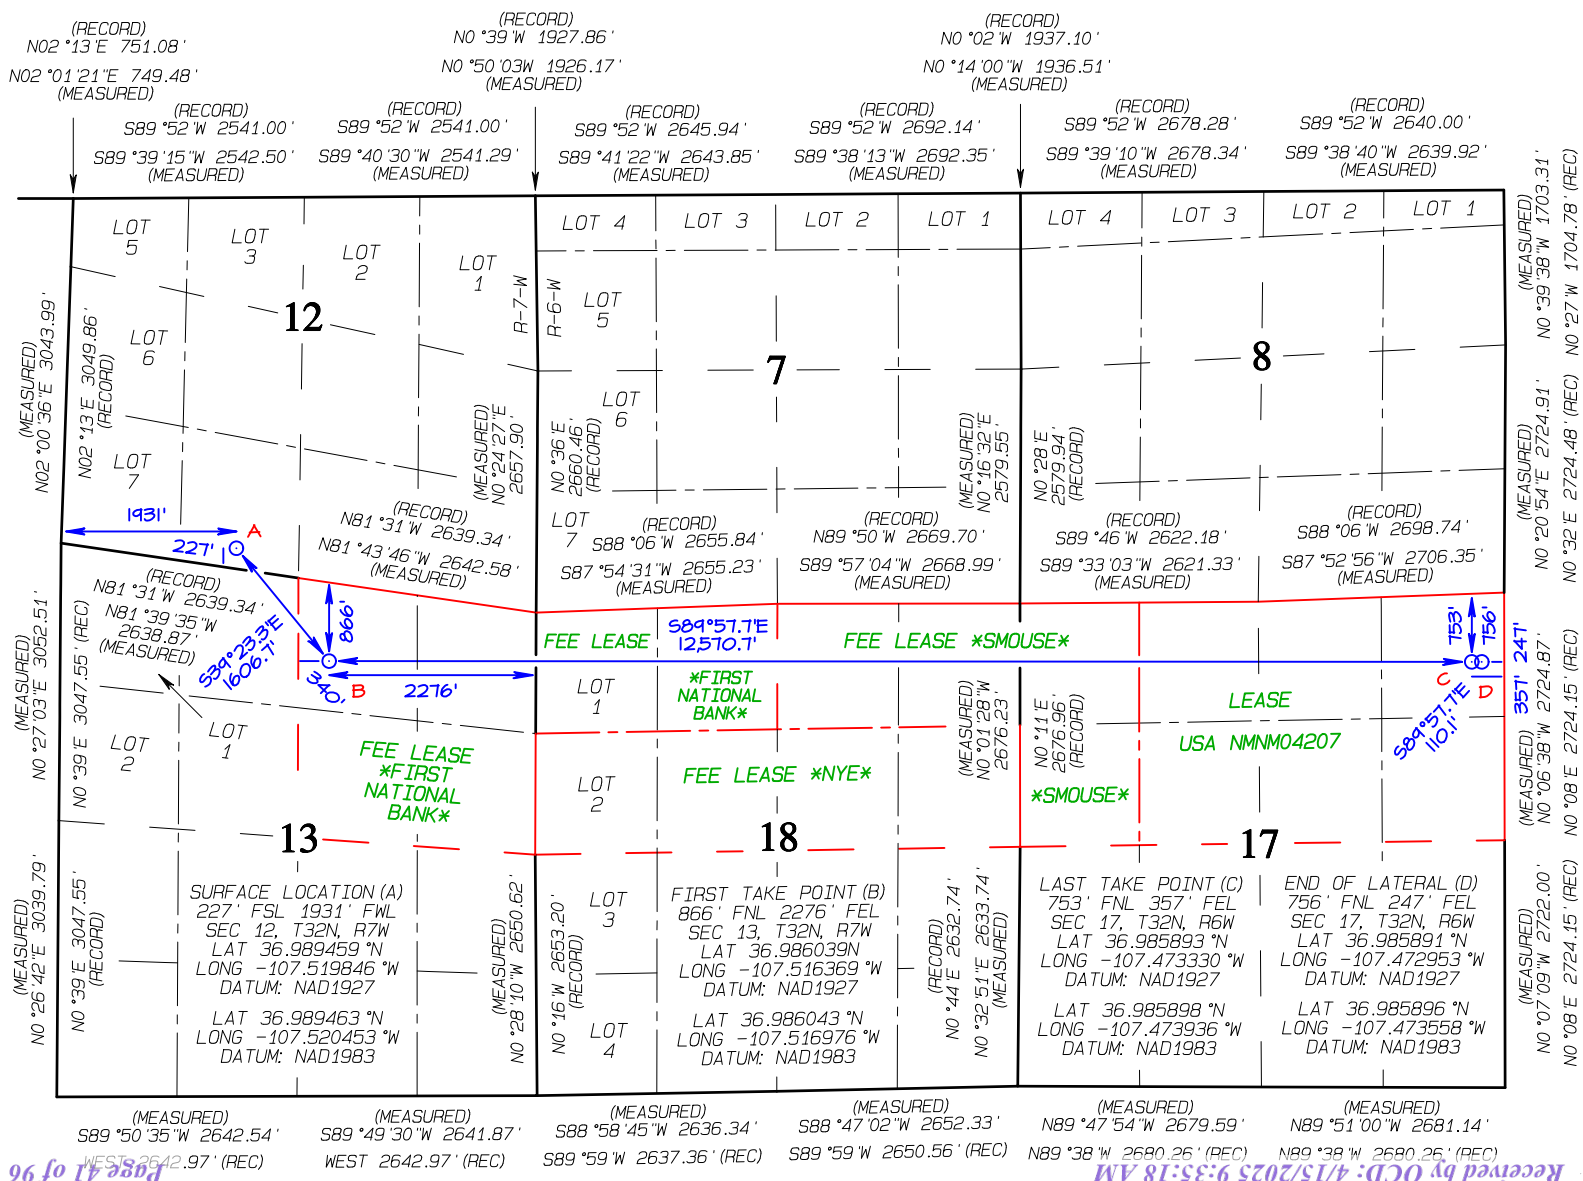 (RECORD)
N02°13'E 751.08'
N02°01'21"E 749.48'
(MEASURED)
(RECORD)
N0°39'W 1927.86'
N0°50'03W 1926.17'
(MEASURED)
(RECORD)
N0°02'W 1937.10'
N0°14'00"W 1936.51'
(MEASURED)
(RECORD)
S89°52'W 2541.00'
S89°39'15"W 2542.50'
(MEASURED)
(RECORD)
S89°52'W 2541.00'
S89°40'30"W 2541.29'
(MEASURED)
(RECORD)
S89°52'W 2645.94'
S89°41'22"W 2643.85'
(MEASURED)
(RECORD)
S89°52'W 2692.14'
S89°38'13"W 2692.35'
(MEASURED)
(RECORD)
S89°52'W 2678.28'
S89°39'10"W 2678.34'
(MEASURED)
(RECORD)
S89°52'W 2640.00'
S89°38'40"W 2639.92'
(MEASURED)
(MEASURED)
N0°39'38"W 1703.31'
N0°27'W 1704.78' (REC)
LOT
5
LOT
3
LOT
2
LOT
1
12
LOT
6
LOT
7
R-7-W
R-6-W
LOT 4
LOT 3
LOT 2
LOT 1
LOT
5
7
LOT
6
LOT
7
LOT 4
LOT 3
LOT 2
LOT 1
8
(MEASURED)
N02°00'36"E 3043.99'
N02°13'E 3049.86'
(RECORD)
(MEASURED)
N0°24'27"E
2657.90'
N0°36'E
2660.46'
(RECORD)
(MEASURED)
N0°16'32"E
2579.55'
N0°28'E
2579.94'
(RECORD)
(MEASURED)
N0°20'54"E 2724.91'
N0°32'E 2724.48' (REC)
1931'
A
227'
(RECORD)
N81°31'W 2639.34'
N81°43'46"W 2642.58'
(MEASURED)
(RECORD)
S88°06'W 2655.84'
S87°54'31"W 2655.23'
(MEASURED)
(RECORD)
N89°50'W 2669.70'
S89°57'04"W 2668.99'
(MEASURED)
(RECORD)
S89°46'W 2622.18'
S89°33'03"W 2621.33'
(MEASURED)
(RECORD)
S88°06'W 2698.74'
S87°52'56"W 2706.35'
(MEASURED)
(RECORD)
N81°31'W 2639.34'
N81°39'35"W
2638.87'
(MEASURED)
S39°23.3'E
1606.7'
866'
340'
B
2276'
FEE LEASE
S89°57.7'E
12,570.7'
FEE LEASE *SMOUSE*
*FIRST
NATIONAL
BANK*
753'
756'
C
D
357' 247'
S89°57.7'E
110.1'
(MEASURED)
N0°27'03"E 3052.51'
N0°39'E 3047.55' (REC)
LOT
2
LOT
1
FEE LEASE
*FIRST
NATIONAL
BANK*
13
LOT
1
LOT
2
FEE LEASE *NYE*
18
(MEASURED)
N0°01'28"W
2676.23'
N0°11'E
2676.96'
(RECORD)
LEASE
USA NMNM04207
*SMOUSE*
17
(MEASURED)
N0°06'38"W 2724.87'
N0°08'E 2724.15' (REC)
(MEASURED)
N0°26'42"E 3039.79'
N0°39'E 3047.55'
(RECORD)
SURFACE LOCATION (A)
227' FSL 1931' FWL
SEC 12, T32N, R7W
LAT 36.989459°N
LONG -107.519846°W
DATUM: NAD1927
LAT 36.989463°N
LONG -107.520453°W
DATUM: NAD1983
(MEASURED)
N0°28'10"W 2650.62'
N0°16'W 2653.20'
(RECORD)
LOT
3
LOT
4
FIRST TAKE POINT (B)
866' FNL 2276' FEL
SEC 13, T32N, R7W
LAT 36.986039N
LONG -107.516369°W
DATUM: NAD1927
LAT 36.986043°N
LONG -107.516976°W
DATUM: NAD1983
(RECORD)
N0°44'E 2632.74'
N0°32'51"E 2633.74'
(MEASURED)
LAST TAKE POINT (C)
753' FNL 357' FEL
SEC 17, T32N, R6W
LAT 36.985893°N
LONG -107.473330°W
DATUM: NAD1927
LAT 36.985898°N
LONG -107.473936°W
DATUM: NAD1983
END OF LATERAL (D)
756' FNL 247' FEL
SEC 17, T32N, R6W
LAT 36.985891°N
LONG -107.472953°W
DATUM: NAD1927
LAT 36.985896°N
LONG -107.473558°W
DATUM: NAD1983
(MEASURED)
N0°07'09"W 2722.00'
N0°08'E 2724.15' (REC)
(MEASURED)
S89°50'35"W 2642.54'
WEST 2642.97' (REC)
(MEASURED)
S89°49'30"W 2641.87'
WEST 2642.97' (REC)
(MEASURED)
S88°58'45"W 2636.34'
S89°59'W 2637.36' (REC)
(MEASURED)
S88°47'02"W 2652.33'
S89°59'W 2650.56' (REC)
(MEASURED)
N89°47'54"W 2679.59'
N89°38'W 2680.26' (REC)
(MEASURED)
N89°51'00"W 2681.14'
N89°38'W 2680.26' (REC)
Received by OCD: 4/15/2025 9:35:18 AM
Page 41 of 96